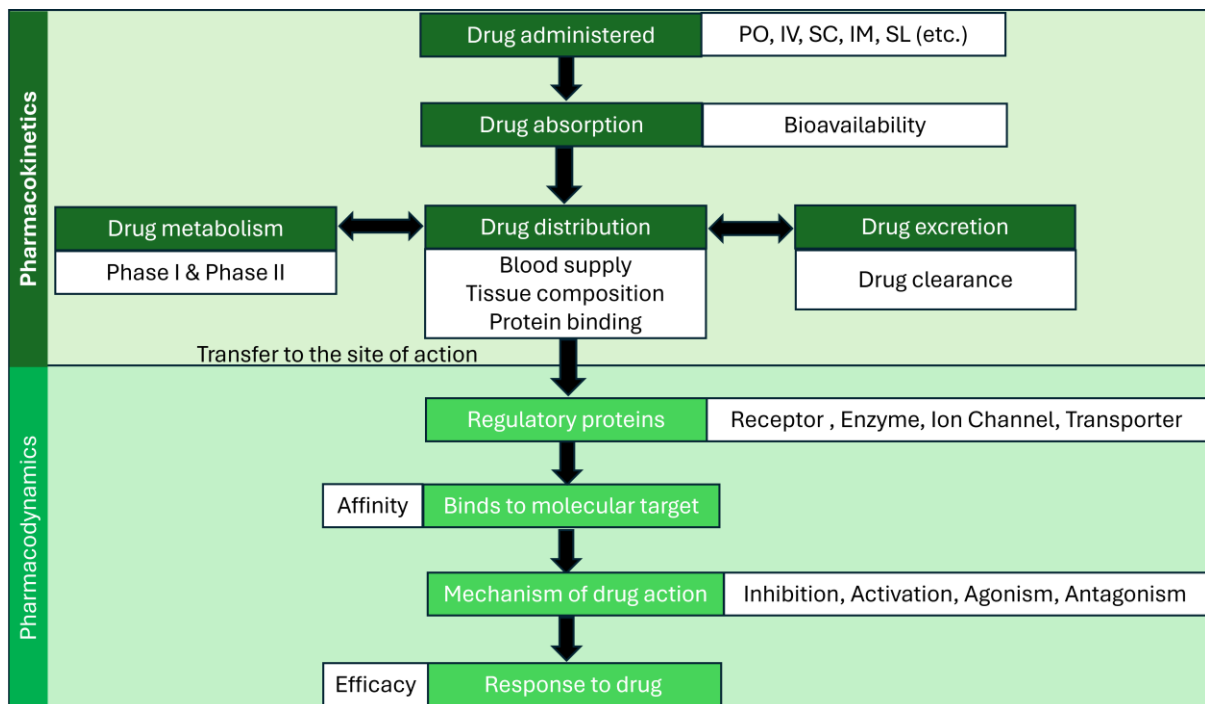 Pharmacokinetics
Drug administered
PO, IV, SC, IM, SL (etc.)
Drug absorption
Bioavailability
Drug metabolism
Phase I & Phase II
Drug distribution
Blood supply
Tissue composition
Protein binding
Drug excretion
Drug clearance
Transfer to the site of action
Pharmacodynamics
Regulatory proteins
Receptor , Enzyme, Ion Channel, Transporter
Affinity
Binds to molecular target
Mechanism of drug action
Inhibition, Activation, Agonism, Antagonism
Efficacy
Response to drug